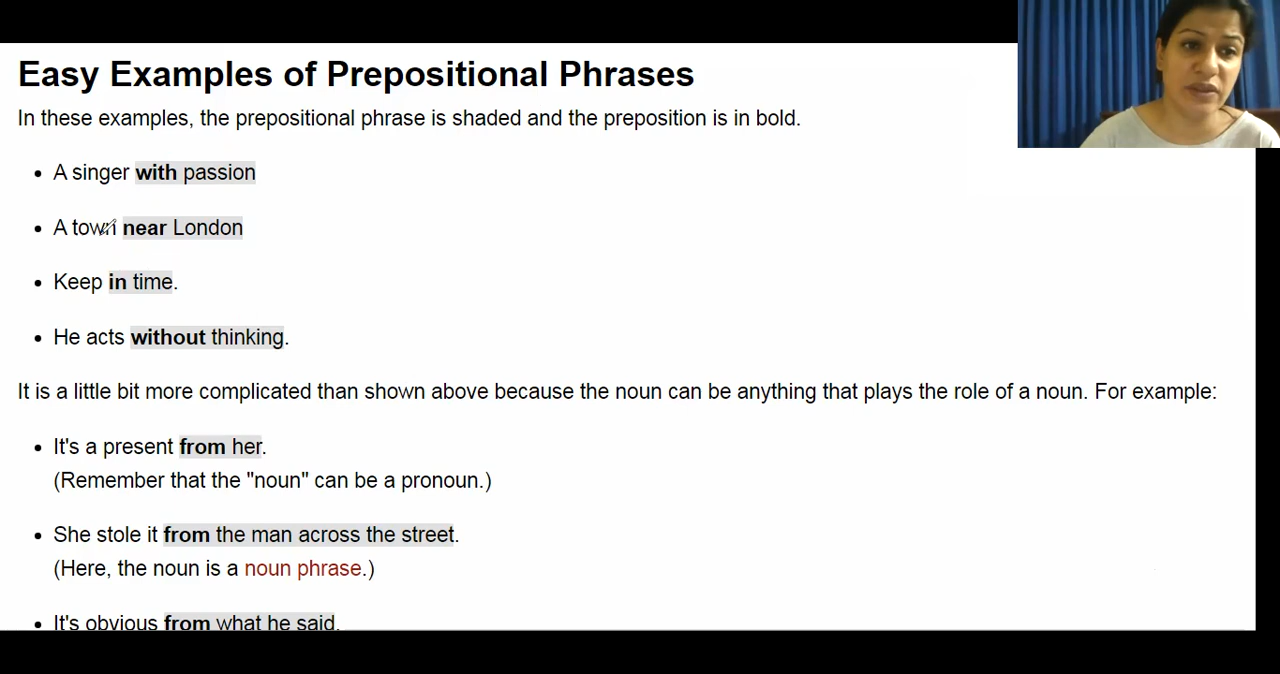 Easy Examples of Prepositional Phrases
In these examples, the prepositional phrase is shaded and the preposition is in bold.
• A singer with passion
• A town near London
• Keep in time.
• He acts without thinking.
It is a little bit more complicated than shown above because the noun can be anything that plays the role of a noun. For example:
• It's a present from her.
(Remember that the "noun" can be a pronoun.)
• She stole it from the man across the street.
(Here, the noun is a noun phrase.)
• It's obvious from what he said.